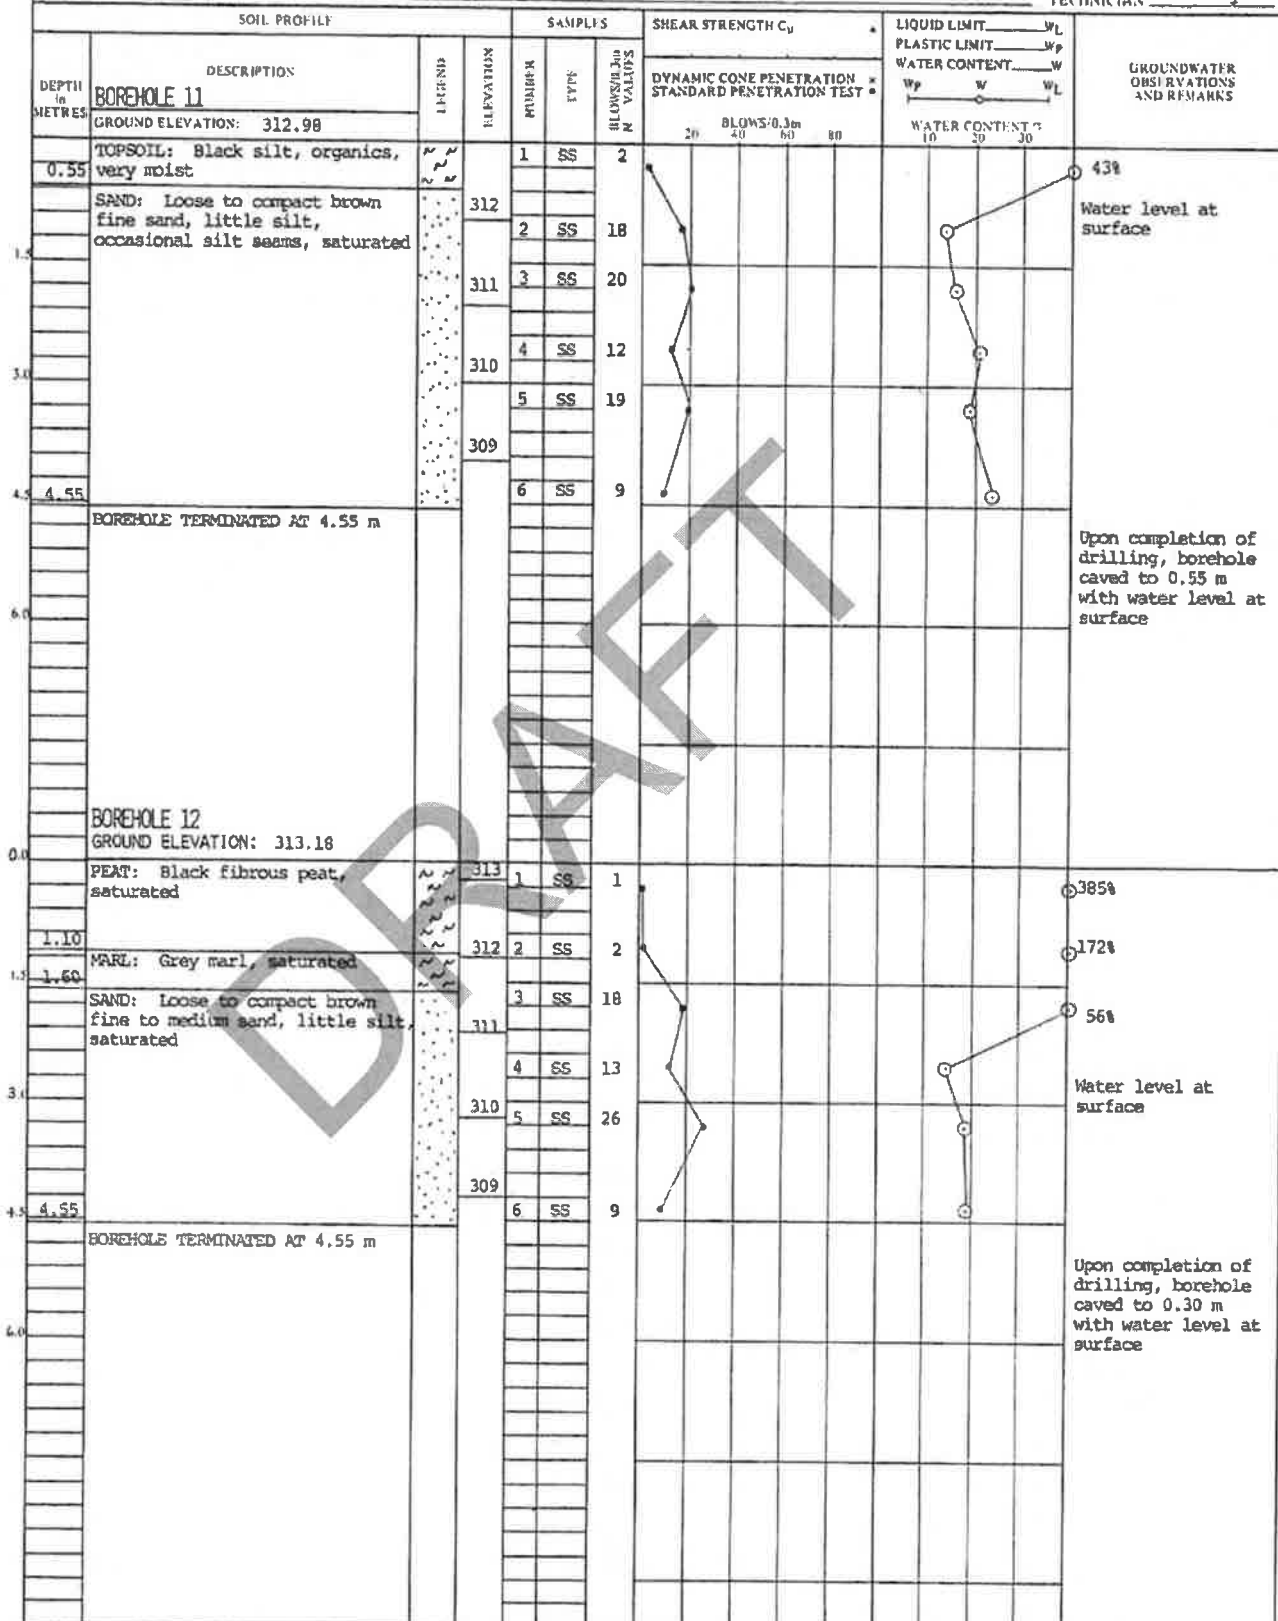 TECHNICIAN
SOIL PROFILE
SAMPLES
SHEAR STRENGTH Cu
LIQUID LIMIT WL
PLASTIC LIMIT WP
WATER CONTENT W
WP W WL
DYNAMIC CONE PENETRATION ×
STANDARD PENETRATION TEST •
GROUNDWATER
OBSERVATIONS
AND REMARKS
DEPTH
in
METRES
DESCRIPTION
LEGEND
ELEVATION
NUMBER
TYPE
BLOWS/0.3m
N VALUES
BLOWS/0.3m
20 40 60 80
WATER CONTENT %
10 20 30
BOREHOLE 11
GROUND ELEVATION: 312.98
TOPSOIL: Black silt, organics,
very moist
0.55
1 SS 2
43%
SAND: Loose to compact brown
fine sand, little silt,
occasional silt seams, saturated
312
Water level at
surface
2 SS 18
1.5
311
3 SS 20
4 SS 12
310
3.0
5 SS 19
309
4.5 4.55
6 SS 9
BOREHOLE TERMINATED AT 4.55 m
Upon completion of
drilling, borehole
caved to 0.55 m
with water level at
surface
6.0
DRAFT
BOREHOLE 12
GROUND ELEVATION: 313.18
0.0
PEAT: Black fibrous peat,
saturated
313
1 SS 1
385%
1.10
312
2 SS 2
172%
MARL: Grey marl, saturated
1.5 1.60
SAND: Loose to compact brown
fine to medium sand, little silt,
saturated
3 SS 18
56%
311
4 SS 13
Water level at
surface
3.0
310
5 SS 26
309
4.5 4.55
6 SS 9
BOREHOLE TERMINATED AT 4.55 m
Upon completion of
drilling, borehole
caved to 0.30 m
with water level at
surface
6.0